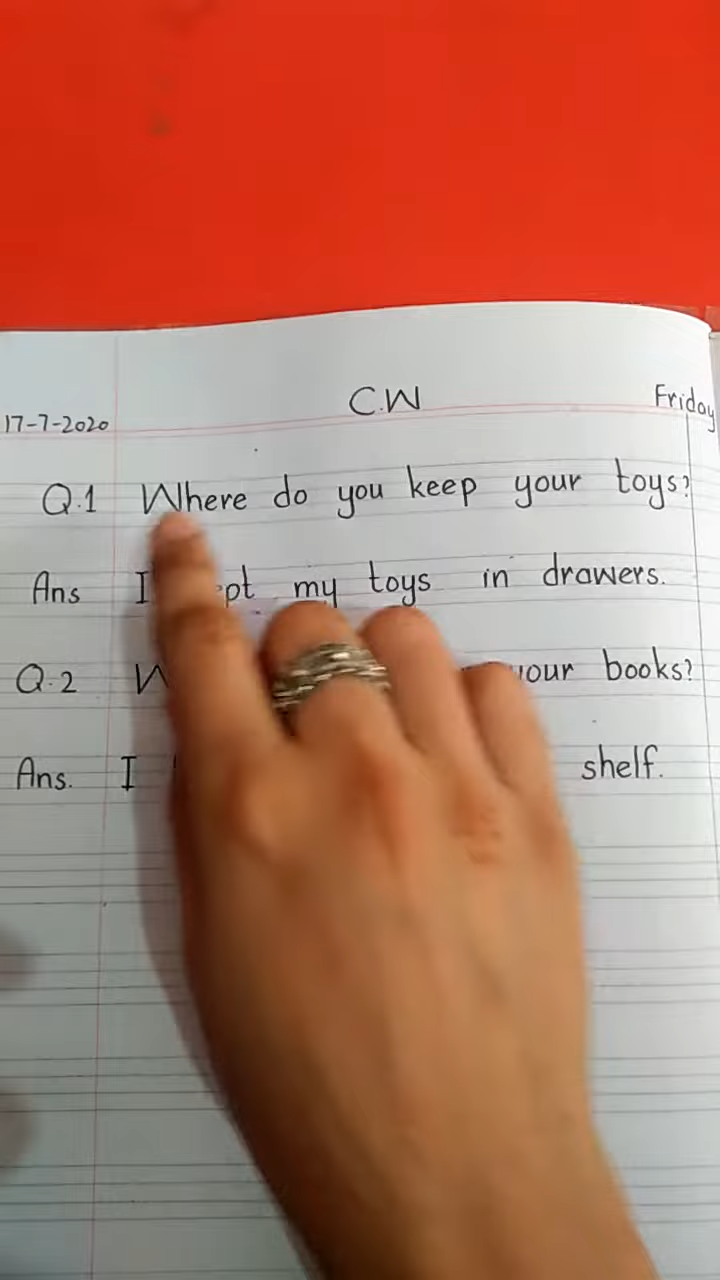 C.W
17-7-2020 Friday
Q.1 Where do you keep your toys?
Ans I pt my toys in drawers.
Q.2 W your books?
Ans. I shelf.